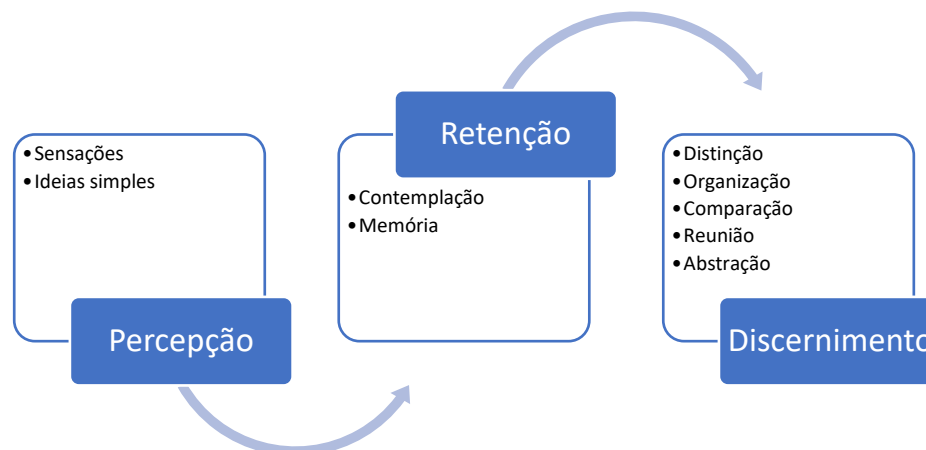 • Sensações
• Ideias simples
Percepção
Retenção
• Contemplação
• Memória
• Distinção
• Organização
• Comparação
• Reunião
• Abstração
Discernimento